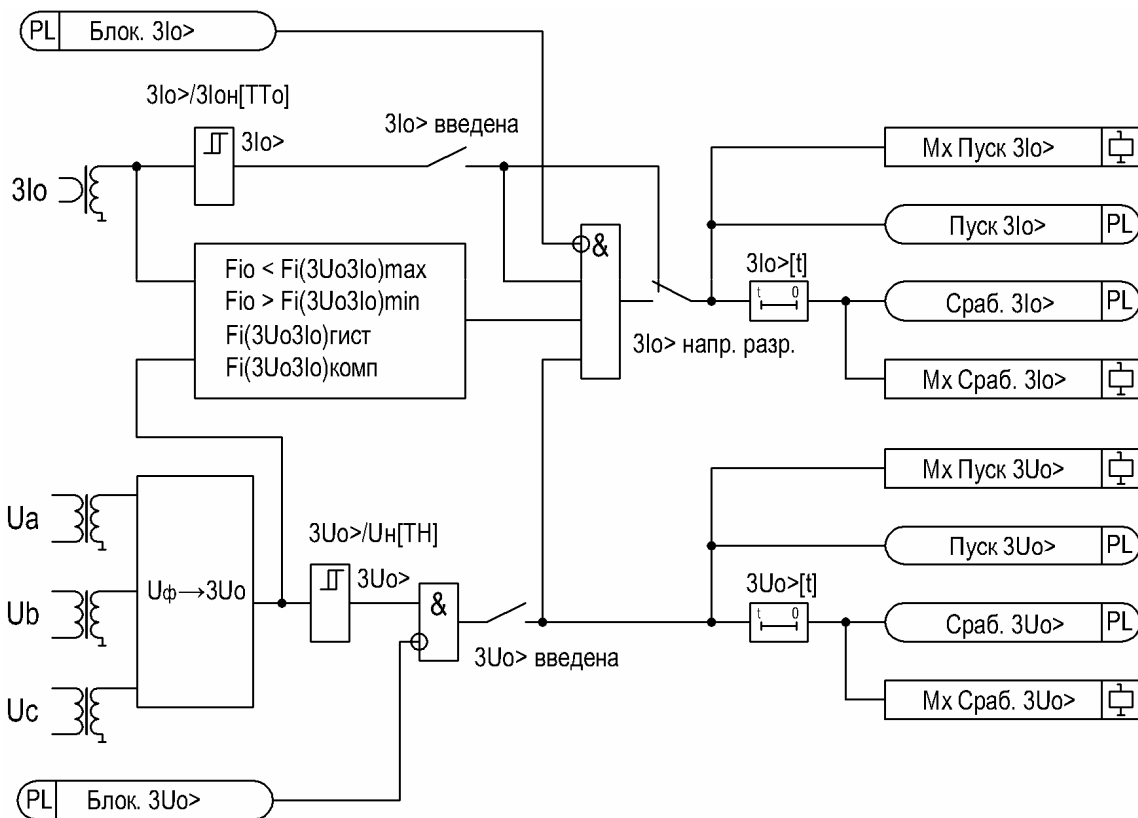 PL Блок. 3Io>
3Io>/3Iон[ТТо]
3Io>
3Io> введена
3Io
Fio < Fi(3Uo3Io)max
Fio > Fi(3Uo3Io)min
Fi(3Uo3Io)гист
Fi(3Uo3Io)комп
&
3Io> напр. разр.
3Io>[t]
t 0
Мх Пуск 3Io>
Пуск 3Io> PL
Сраб. 3Io> PL
Мх Сраб. 3Io>
Ua
Ub
Uc
Uф→3Uo
3Uo>/Uн[ТН]
3Uo>
&
3Uo> введена
3Uo>[t]
t 0
Мх Пуск 3Uo>
Пуск 3Uo> PL
Сраб. 3Uo> PL
Мх Сраб. 3Uo>
PL Блок. 3Uo>